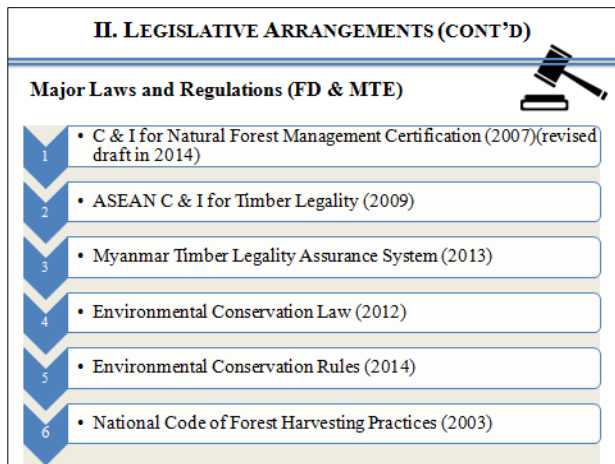 II. LEGISLATIVE ARRANGEMENTS (CONT'D)
Major Laws and Regulations (FD & MTE)
1
• C & I for Natural Forest Management Certification (2007)(revised
draft in 2014)
2
• ASEAN C & I for Timber Legality (2009)
3
• Myanmar Timber Legality Assurance System (2013)
4
• Environmental Conservation Law (2012)
5
• Environmental Conservation Rules (2014)
6
• National Code of Forest Harvesting Practices (2003)